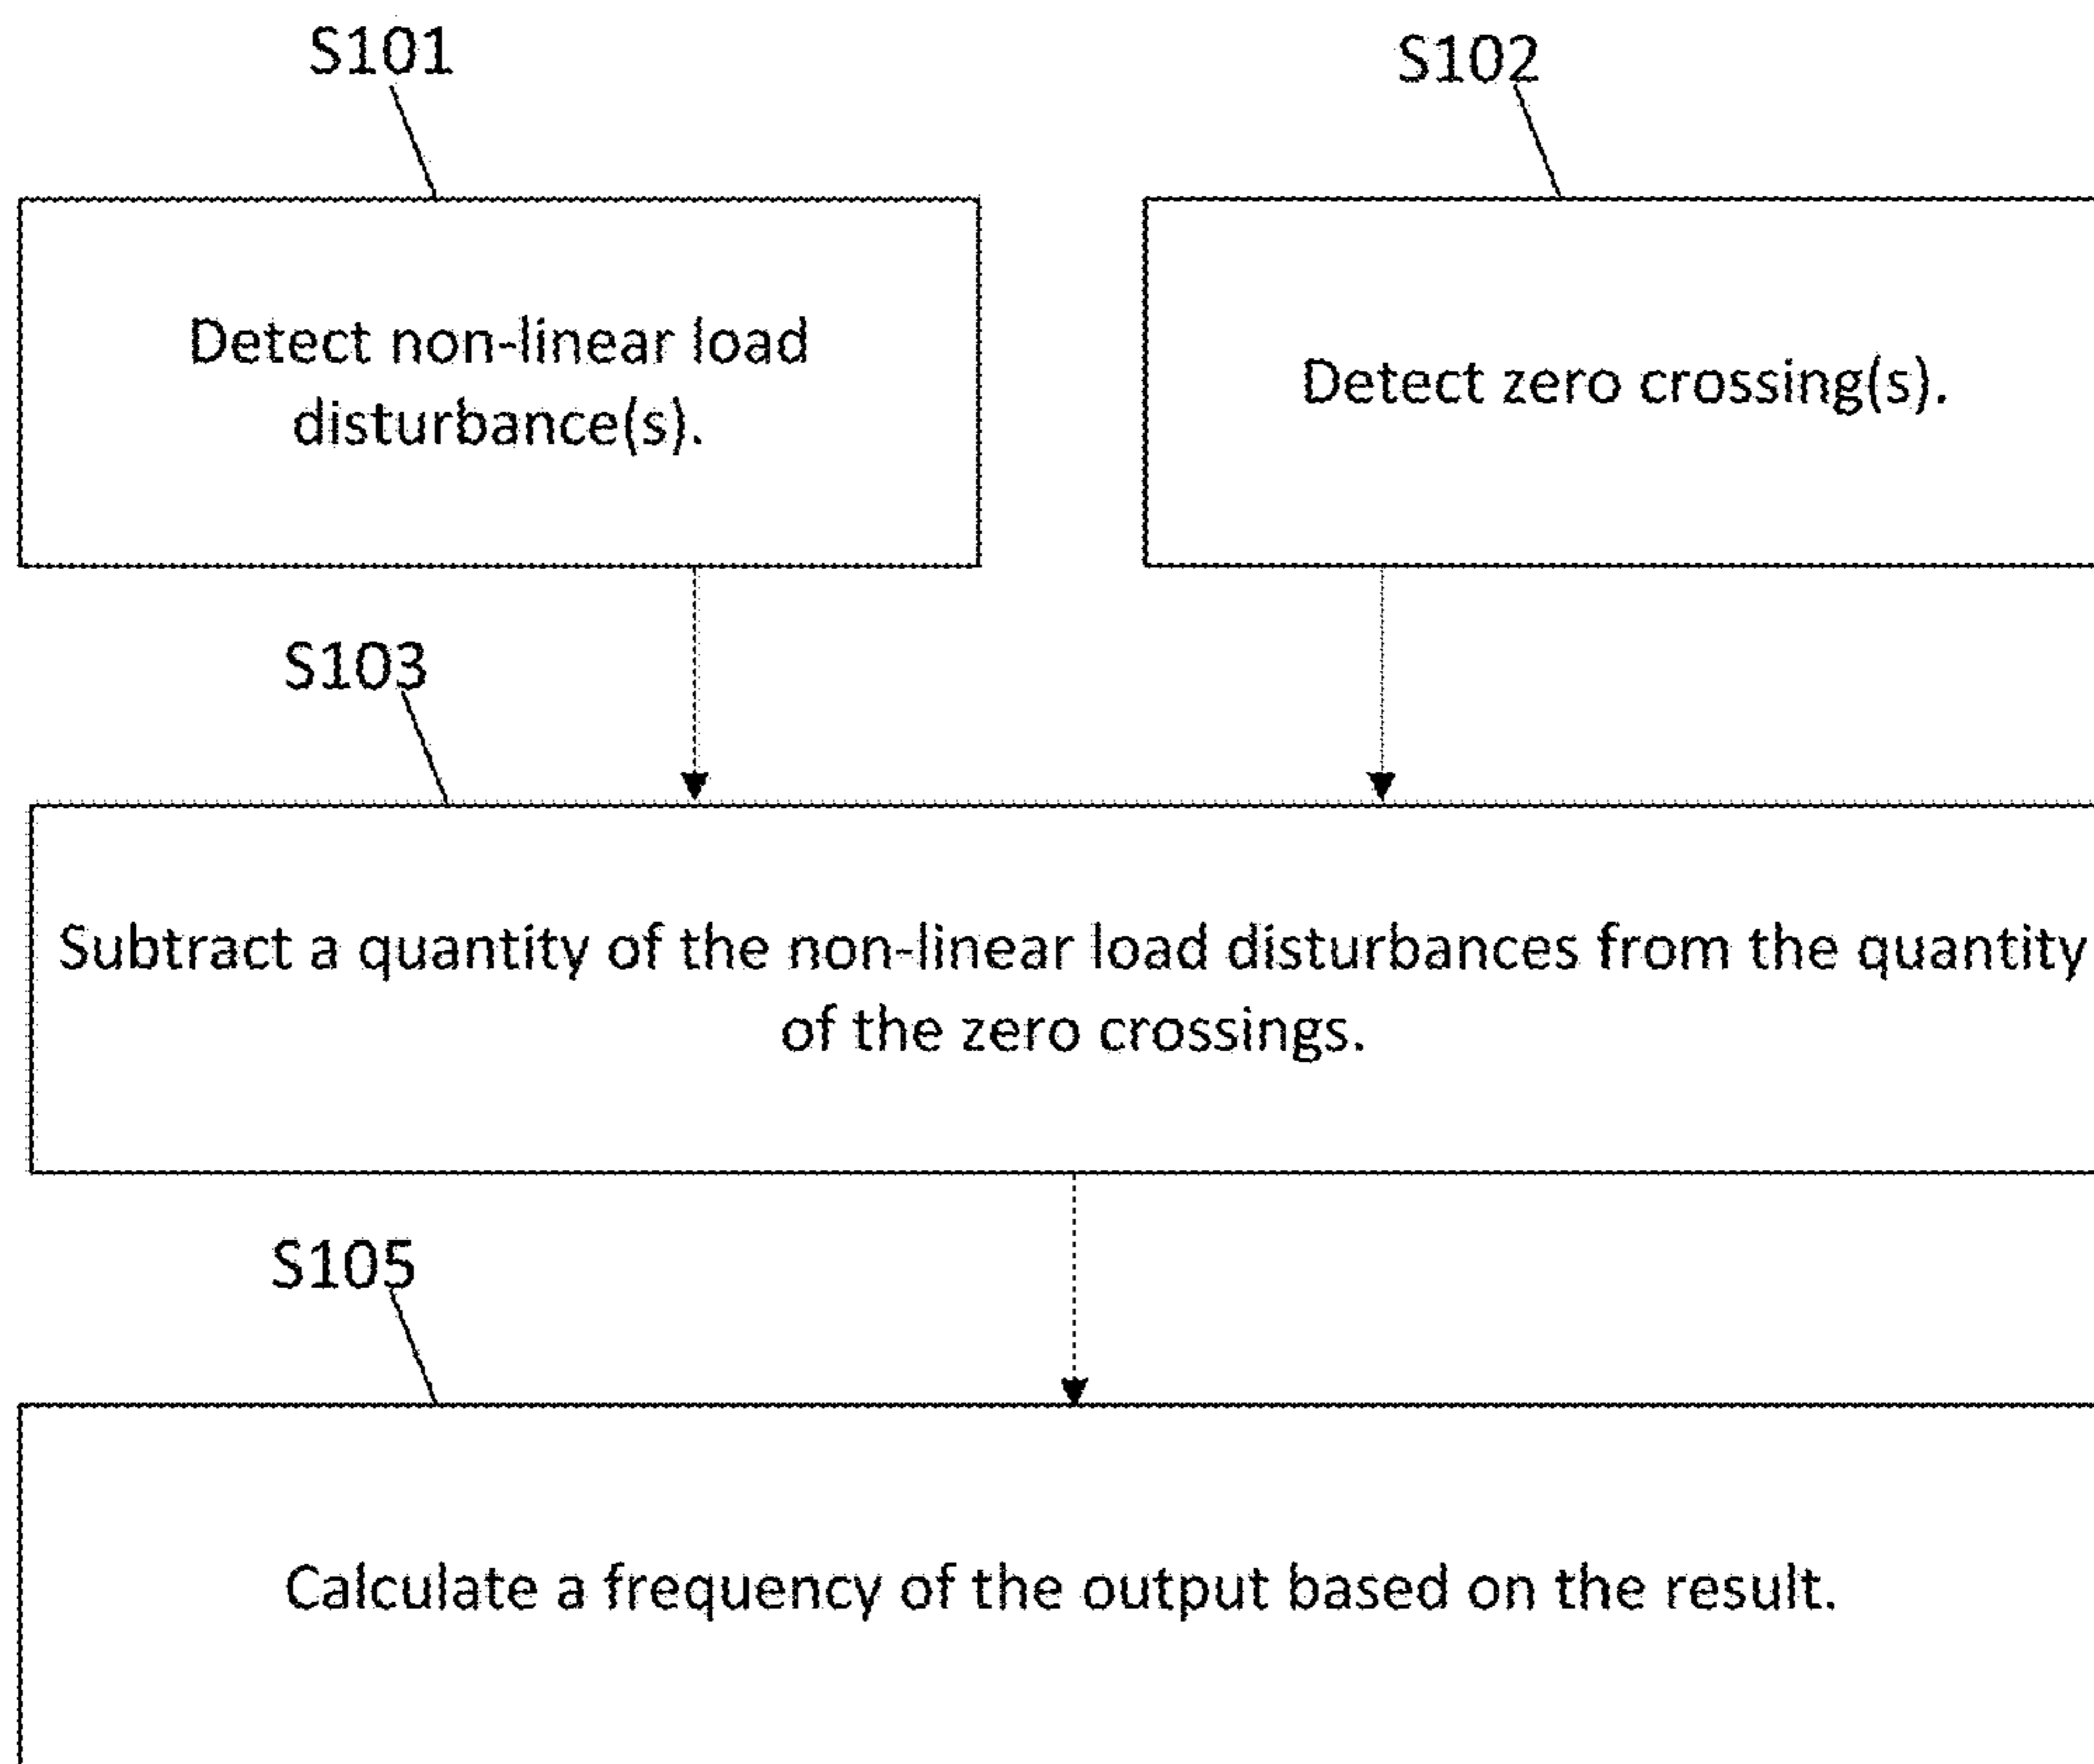 S101
S102
Detect non-linear load
disturbance(s).
Detect zero crossing(s).
S103
Subtract a quantity of the non-linear load disturbances from the quantity
of the zero crossings.
S105
Calculate a frequency of the output based on the result.